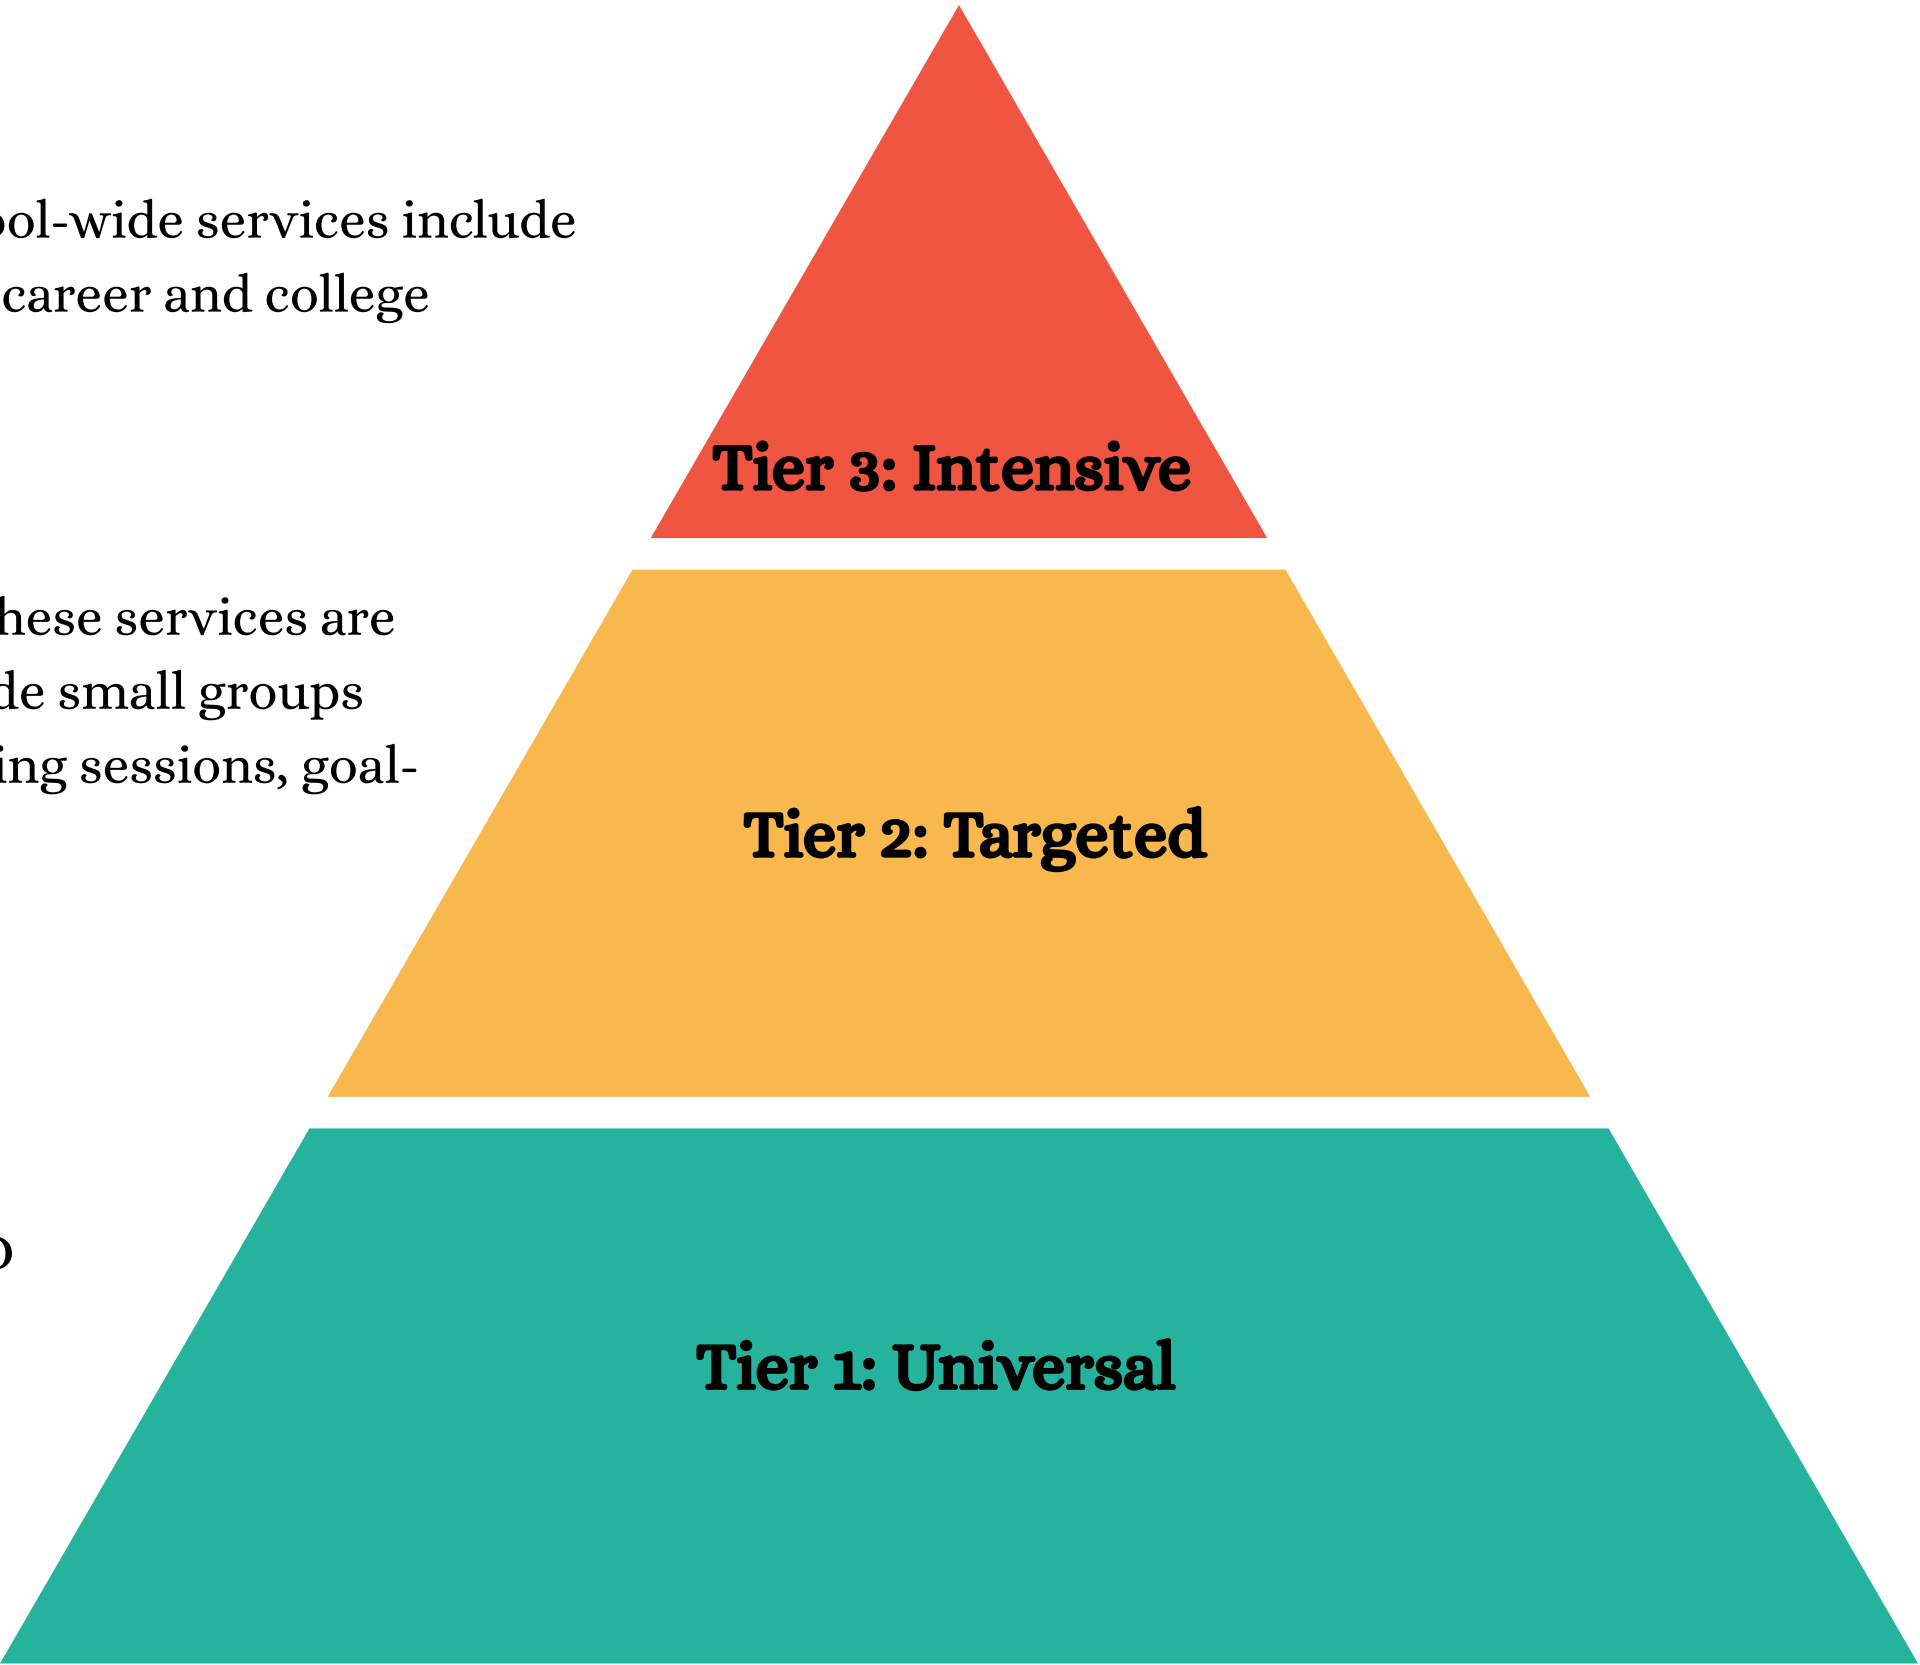 ool-wide services include
career and college
Tier 3: Intensive
hese services are
de small groups
ing sessions, goal-
Tier 2: Targeted
o
Tier 1: Universal